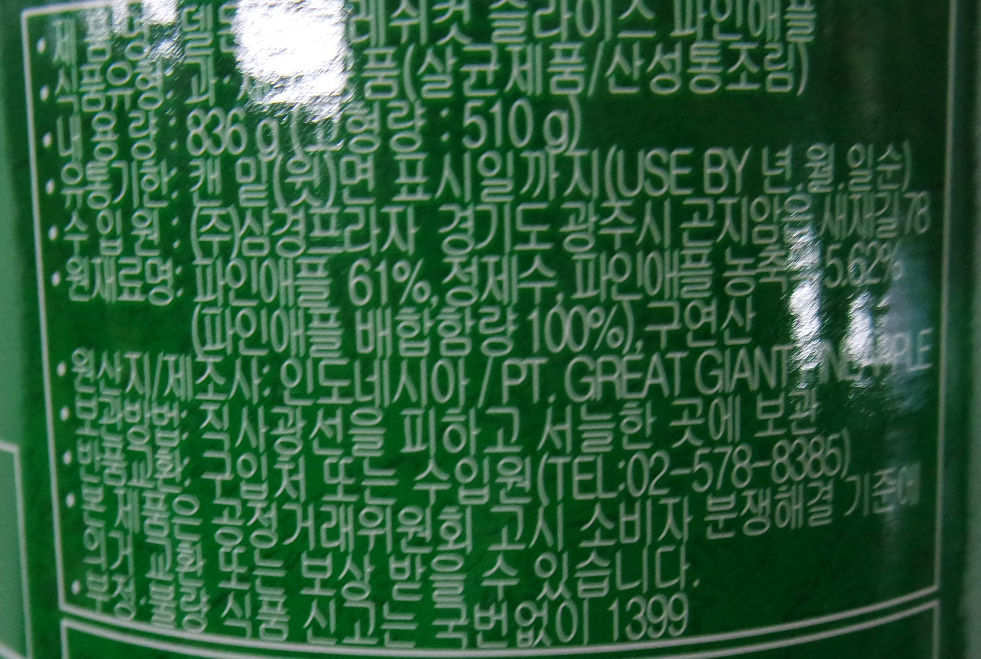 ·제품명: 슬라이스 파인애플
·식품유형: (살균제품/산성통조림)
·내용량: 836g(고형량:510g)
·유통기한: 캔 밑(윗)면 표시일까지(USE BY 년.월.일순)
·수입원: (주)삼경프라자 경기도 광주시 곤지암읍 새재길78
·원재료명: 파인애플 61%,정제수,파인애플 농축 5.62%
(파인애플 배합함량 100%),구연산
·원산지/제조사: 인도네시아/PT. GREAT GIANT
·보관방법: 직사광선을 피하고 서늘한 곳에 보관
·반품교환: 구입처 또는 수입원(TEL:02-578-8385)
·본 제품은 공정거래위원회 고시 소비자 분쟁해결 기준에
의거 교환 또는 보상 받을 수 있습니다.
·부정·불량 식품 신고는 국번없이 1399